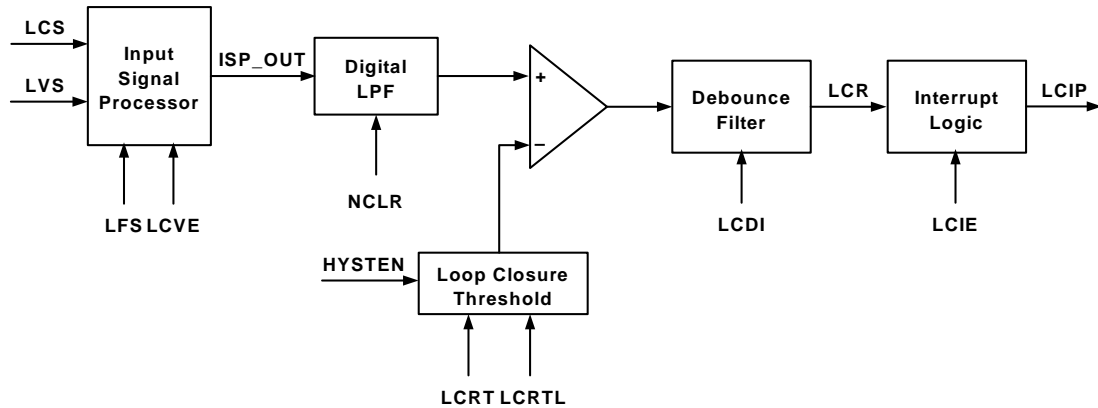 LCS
LVS
Input
Signal
Processor
ISP_OUT
Digital
LPF
+
−
Debounce
Filter
LCR
Interrupt
Logic
LCIP
LFS LCVE
NCLR
LCDI
LCIE
HYSTEN
Loop Closure
Threshold
LCRT LCRTL